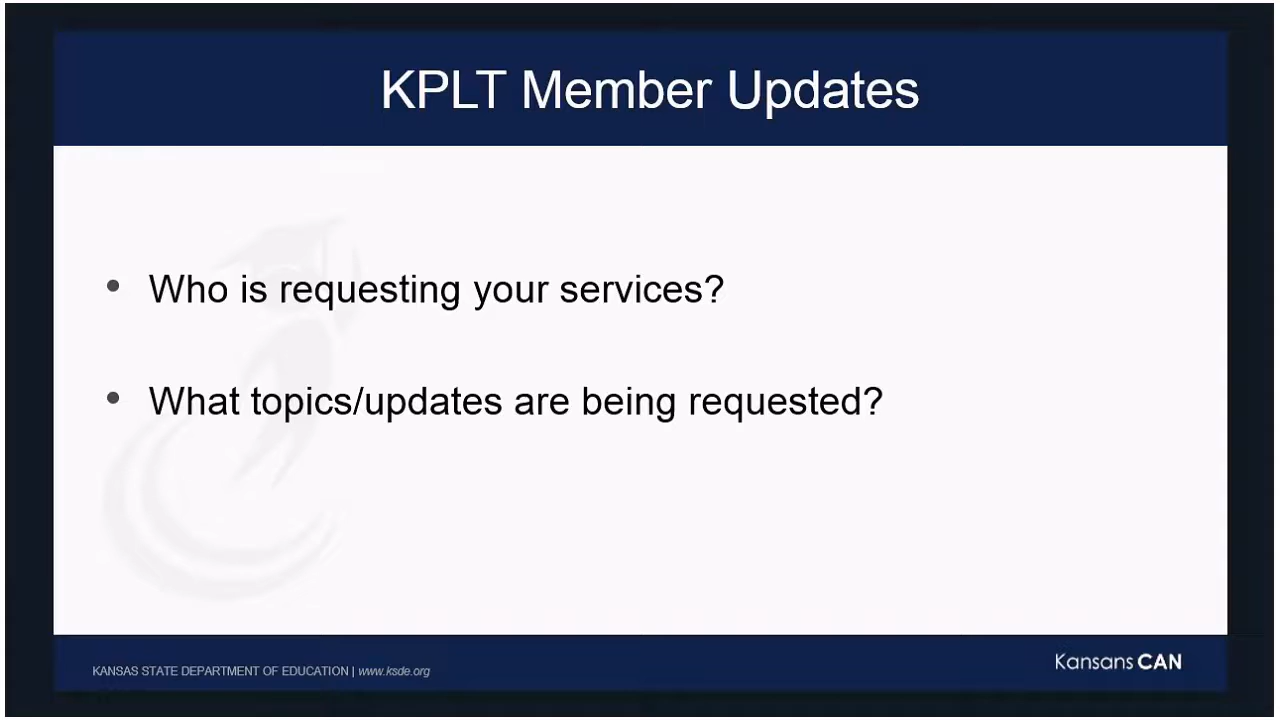 KPLT Member Updates
• Who is requesting your services?
• What topics/updates are being requested?
KANSAS STATE DEPARTMENT OF EDUCATION | www.ksde.org
Kansans CAN